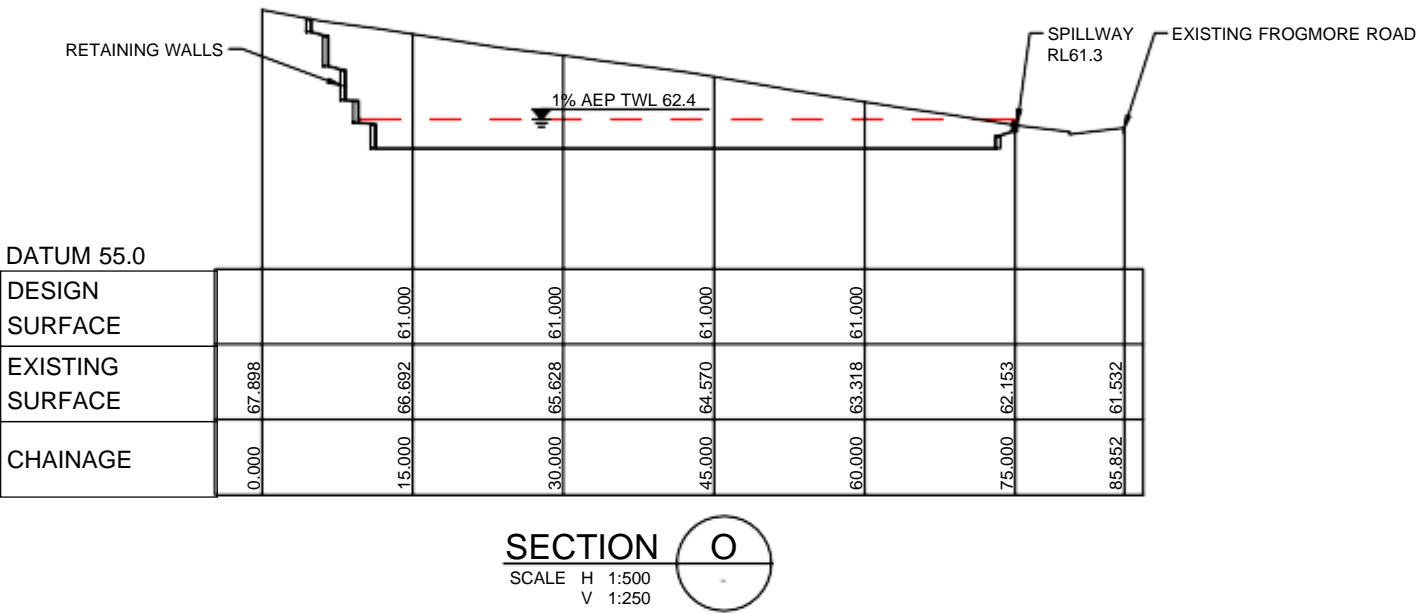 RETAINING WALLS
SPILLWAY
RL61.3
EXISTING FROGMORE ROAD
1% AEP TWL 62.4
DATUM 55.0
DESIGN
SURFACE
61.000
61.000
61.000
61.000
EXISTING
SURFACE
67.898
66.692
65.628
64.570
63.318
62.153
61.532
CHAINAGE
0.000
15.000
30.000
45.000
60.000
75.000
85.852
SECTION
O
-
SCALE H 1:500
V 1:250